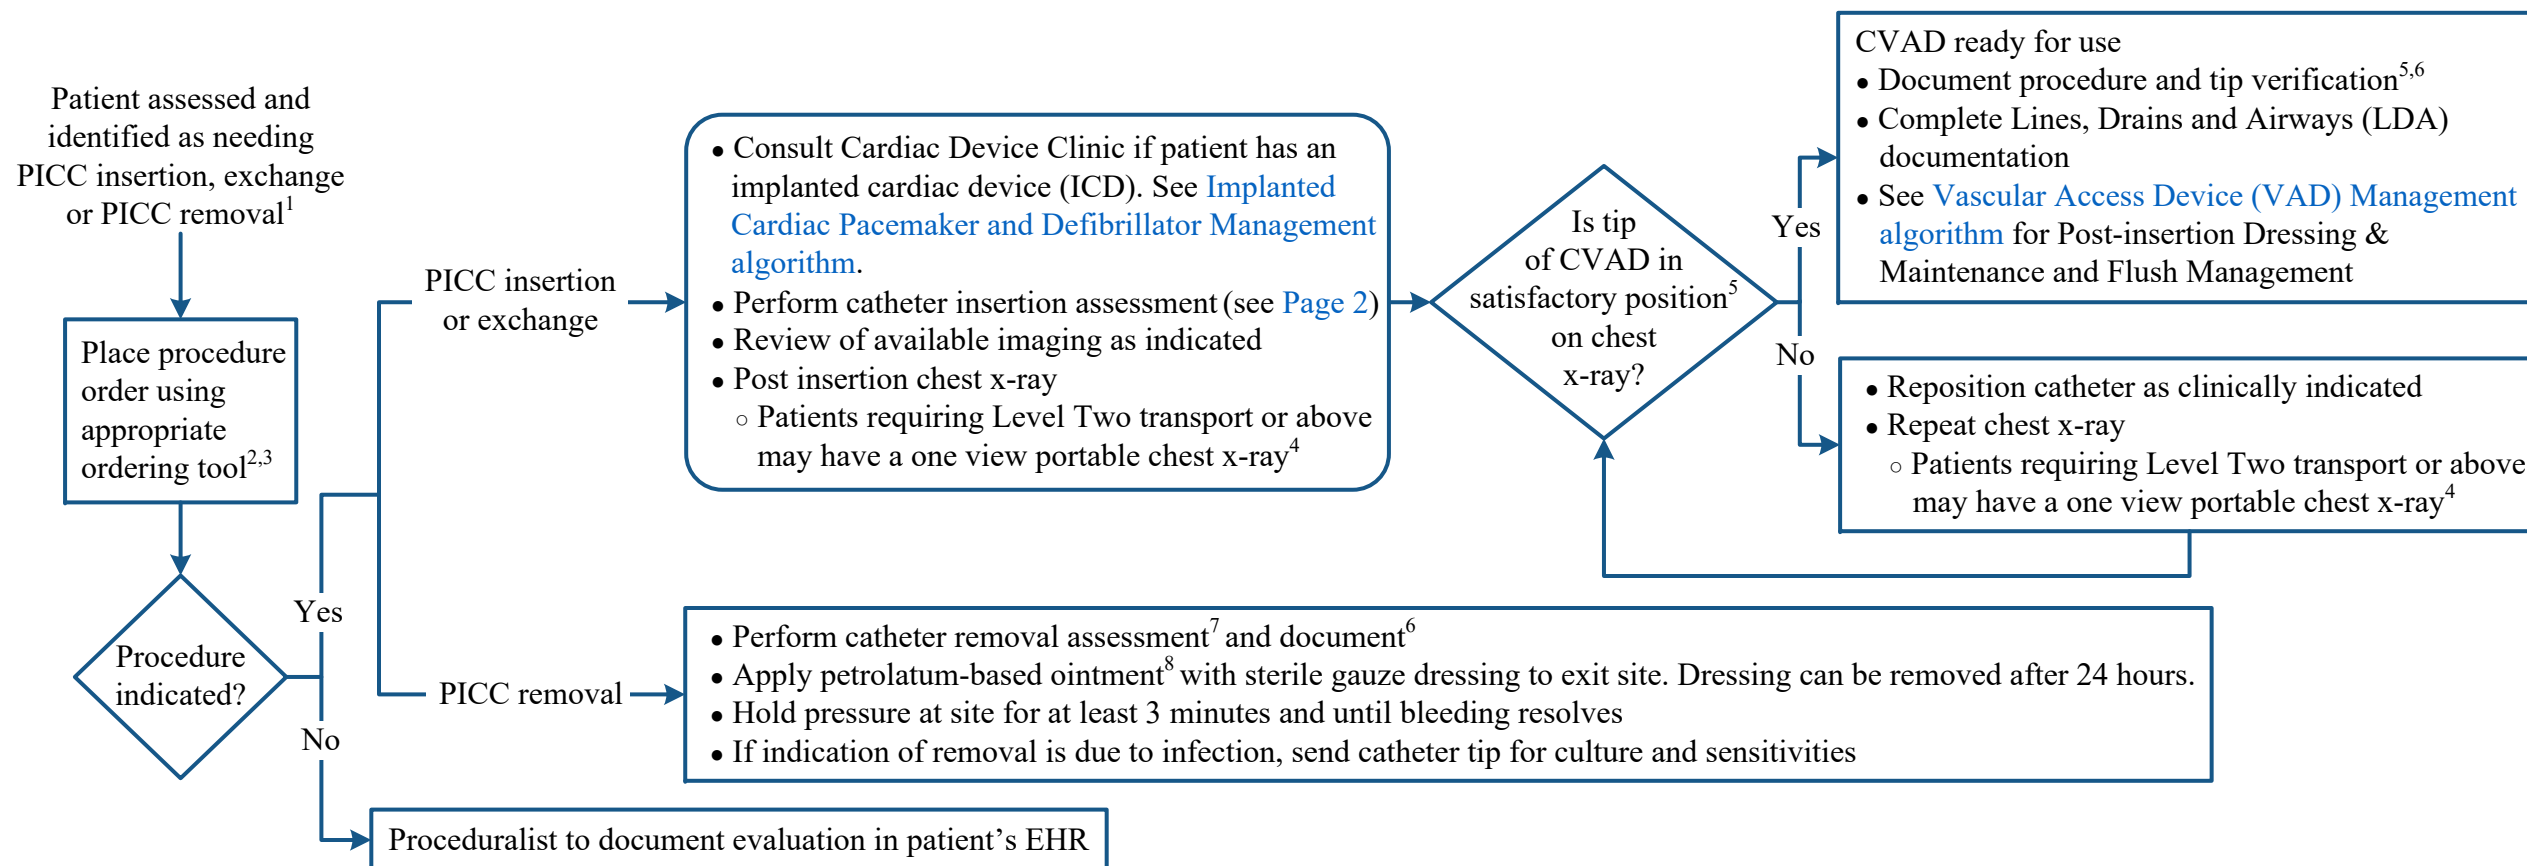 Patient assessed and
identified as needing
PICC insertion, exchange
or PICC removal1
Place procedure
order using
appropriate
ordering tool2,3
Procedure
indicated?
Yes
No
PICC insertion
or exchange
• Consult Cardiac Device Clinic if patient has an
implanted cardiac device (ICD). See Implanted
Cardiac Pacemaker and Defibrillator Management
algorithm.
• Perform catheter insertion assessment (see Page 2)
• Review of available imaging as indicated
• Post insertion chest x-ray
○ Patients requiring Level Two transport or above
may have a one view portable chest x-ray4
Is tip
of CVAD in
satisfactory position5
on chest
x-ray?
Yes
No
CVAD ready for use
• Document procedure and tip verification5,6
• Complete Lines, Drains and Airways (LDA)
documentation
• See Vascular Access Device (VAD) Management
algorithm for Post-insertion Dressing &
Maintenance and Flush Management
• Reposition catheter as clinically indicated
• Repeat chest x-ray
○ Patients requiring Level Two transport or above
may have a one view portable chest x-ray4
PICC removal
• Perform catheter removal assessment7 and document6
• Apply petrolatum-based ointment8 with sterile gauze dressing to exit site. Dressing can be removed after 24 hours.
• Hold pressure at site for at least 3 minutes and until bleeding resolves
• If indication of removal is due to infection, send catheter tip for culture and sensitivities
Proceduralist to document evaluation in patient’s EHR